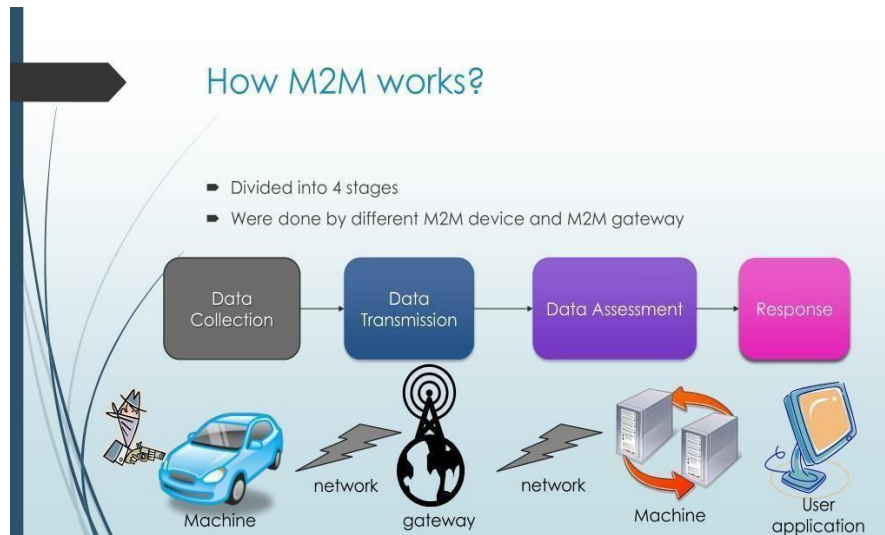 How M2M works?
Divided into 4 stages
Were done by different M2M device and M2M gateway
Data
Collection
Data
Transmission
Data Assessment
Response
network
network
Machine
gateway
Machine
User
application